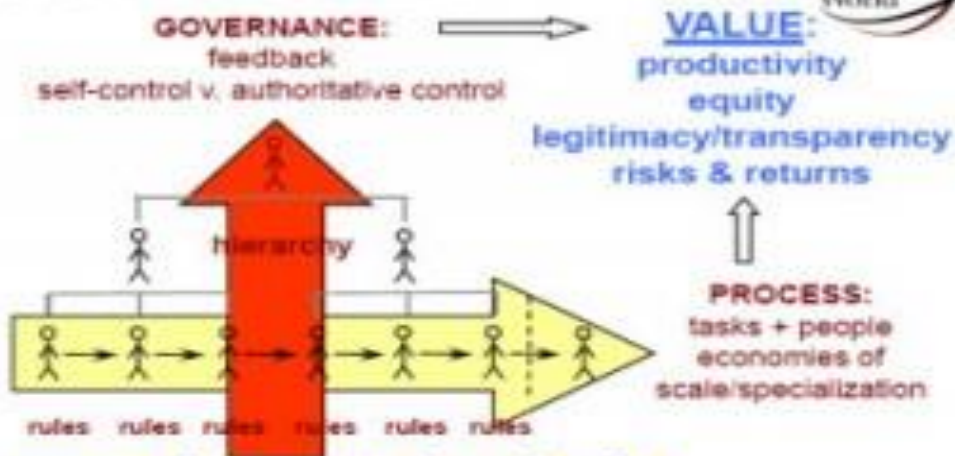 World
GOVERNANCE:
feedback
self-control v. authoritative control
VALUE:
productivity
equity
legitimacy/transparency
risks & returns
hierarchy
PROCESS:
tasks + people
economies of
scale/specialization
rules rules rules rules rules rules